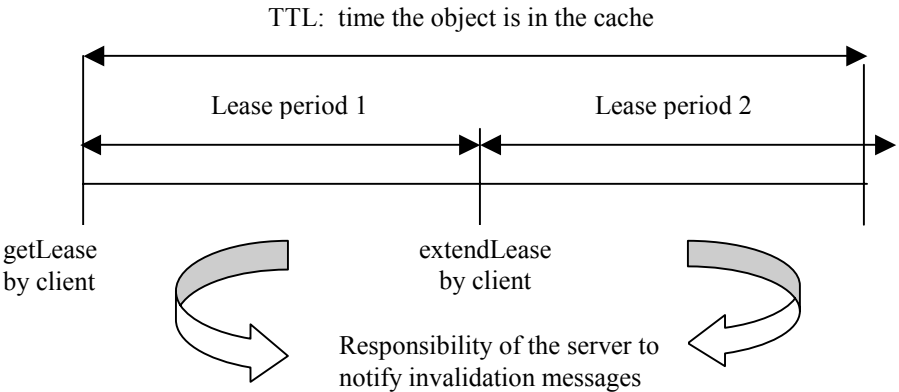 TTL:  time the object is in the cache
Lease period 1
Lease period 2
getLease
by client
extendLease
by client
Responsibility of the server to
notify invalidation messages